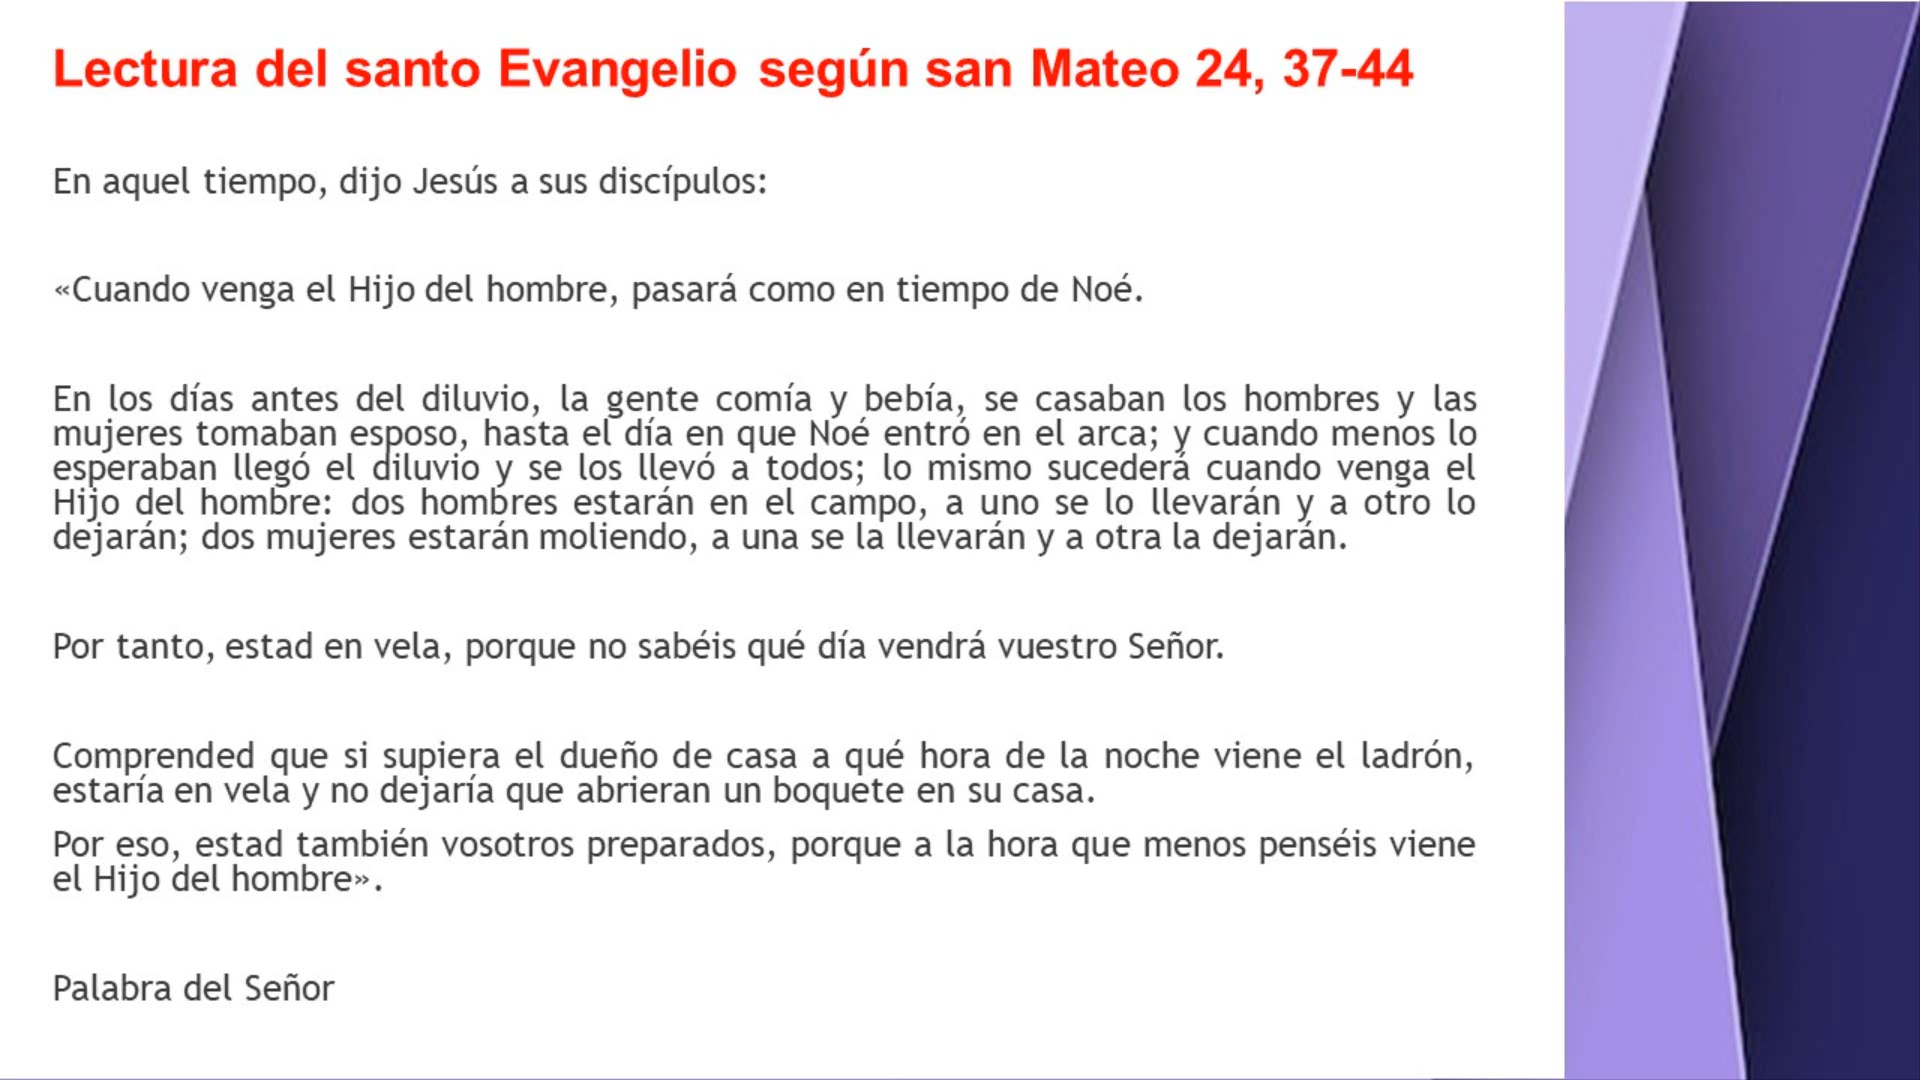 Lectura del santo Evangelio según san Mateo 24, 37-44
En aquel tiempo, dijo Jesús a sus discípulos:
«Cuando venga el Hijo del hombre, pasará como en tiempo de Noé.
En los días antes del diluvio, la gente comía y bebía, se casaban los hombres y las
mujeres tomaban esposo, hasta el día en que Noé entró en el arca; y cuando menos lo
esperaban llegó el diluvio y se los llevó a todos; lo mismo sucederá cuando venga el
Hijo del hombre: dos hombres estarán en el campo, a uno se lo llevarán y a otro lo
dejarán; dos mujeres estarán moliendo, a una se la llevarán y a otra la dejarán.
Por tanto, estad en vela, porque no sabéis qué día vendrá vuestro Señor.
Comprended que si supiera el dueño de casa a qué hora de la noche viene el ladrón,
estaría en vela y no dejaría que abrieran un boquete en su casa.
Por eso, estad también vosotros preparados, porque a la hora que menos penséis viene
el Hijo del hombre».
Palabra del Señor